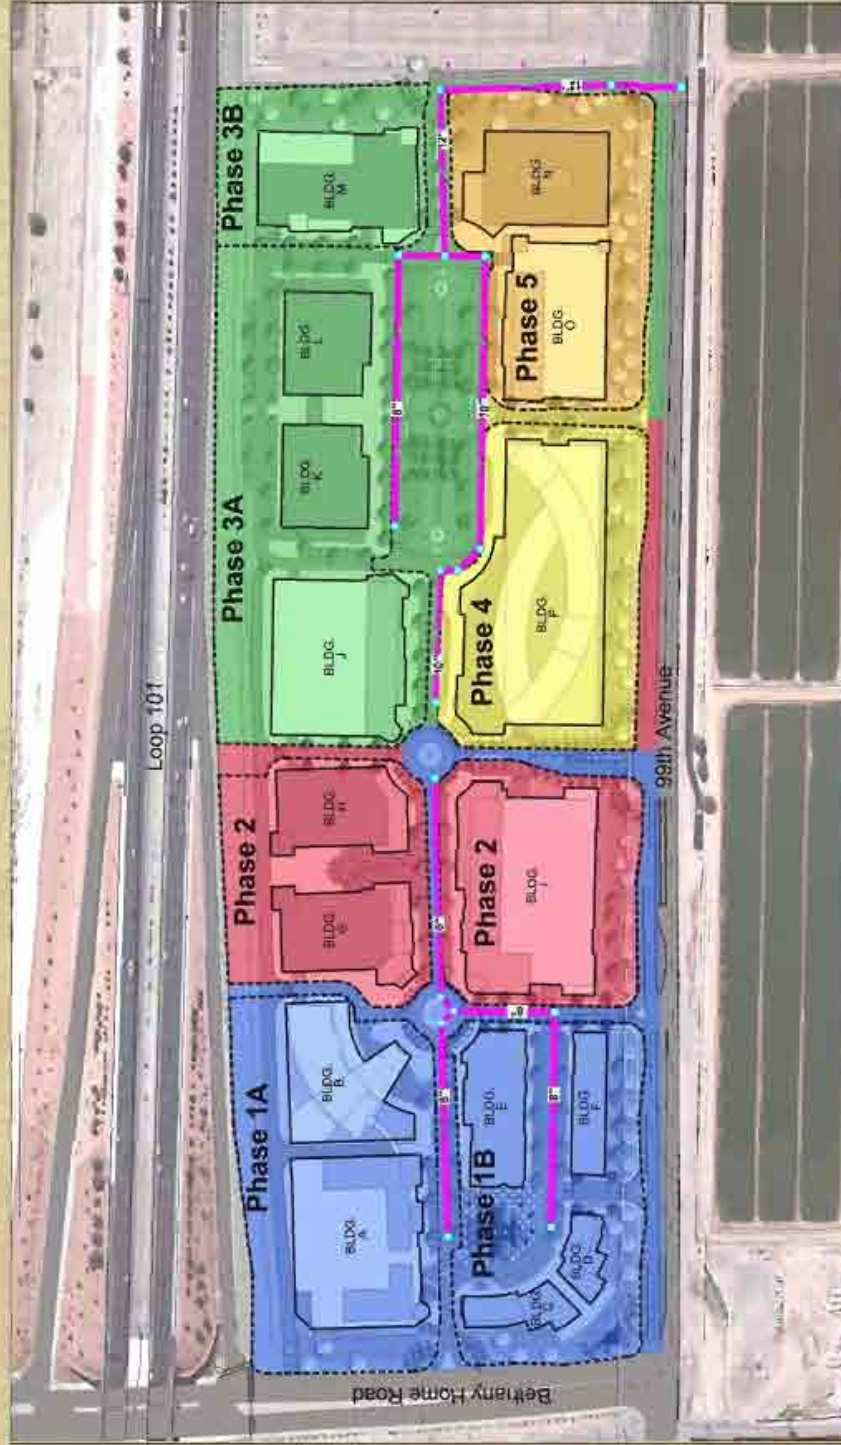 Loop 101
Phase 1A
Phase 2
Phase 3A
Phase 3B
BLDG.
A
BLDG.
B
BLDG.
G
BLDG.
H
BLDG.
J
BLDG.
K
BLDG.
L
BLDG.
M
8"
8"
10"
8"
10"
12"
Phase 1B
Phase 2
Phase 4
Phase 5
BLDG.
C
BLDG.
D
BLDG.
E
BLDG.
F
8"
8"
BLDG.
I
BLDG.
P
BLDG.
O
BLDG.
N
99th Avenue
Bethany Home Road